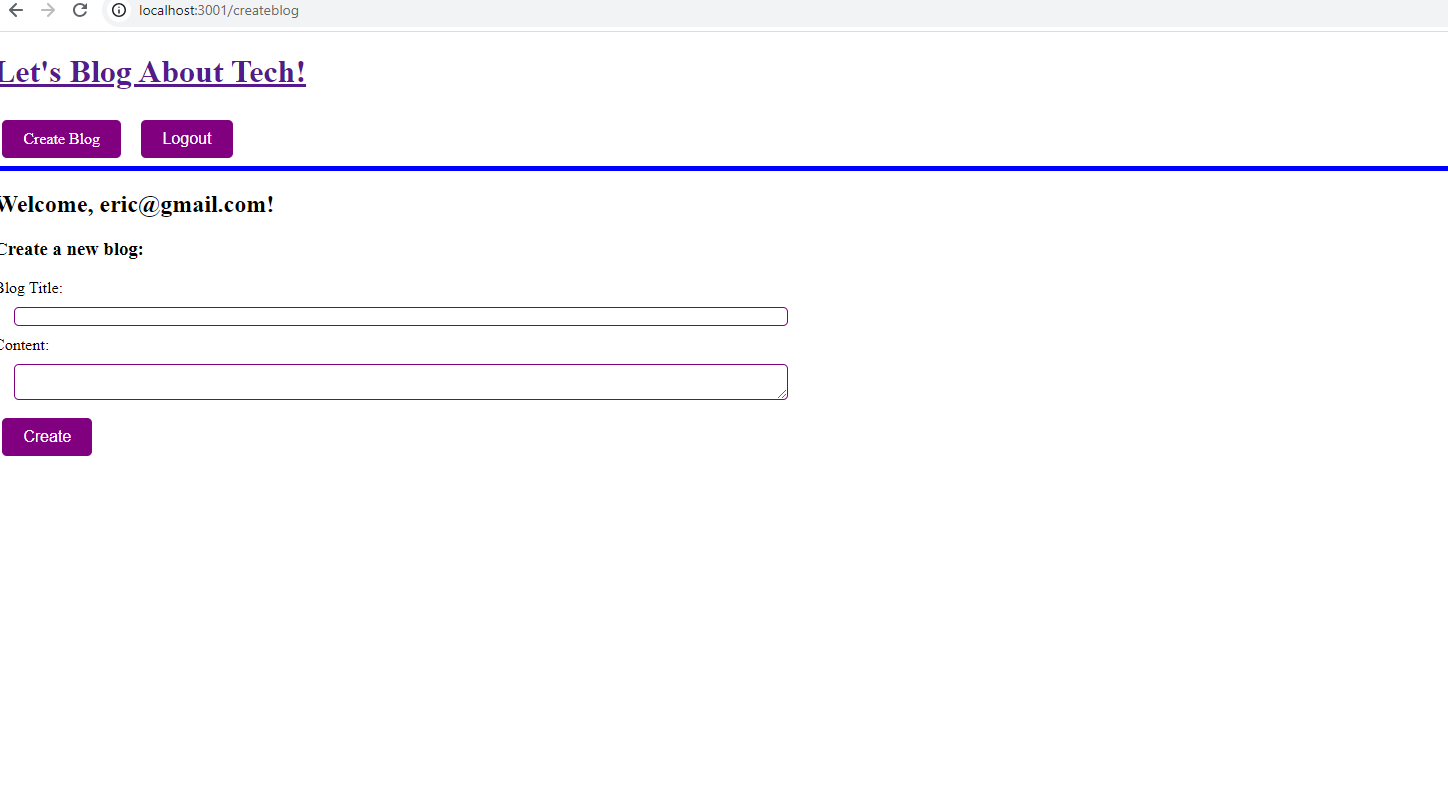 localhost:3001/createblog
Let's Blog About Tech!
Create Blog Logout
Welcome, eric@gmail.com!
Create a new blog:
Blog Title:
Content:
Create